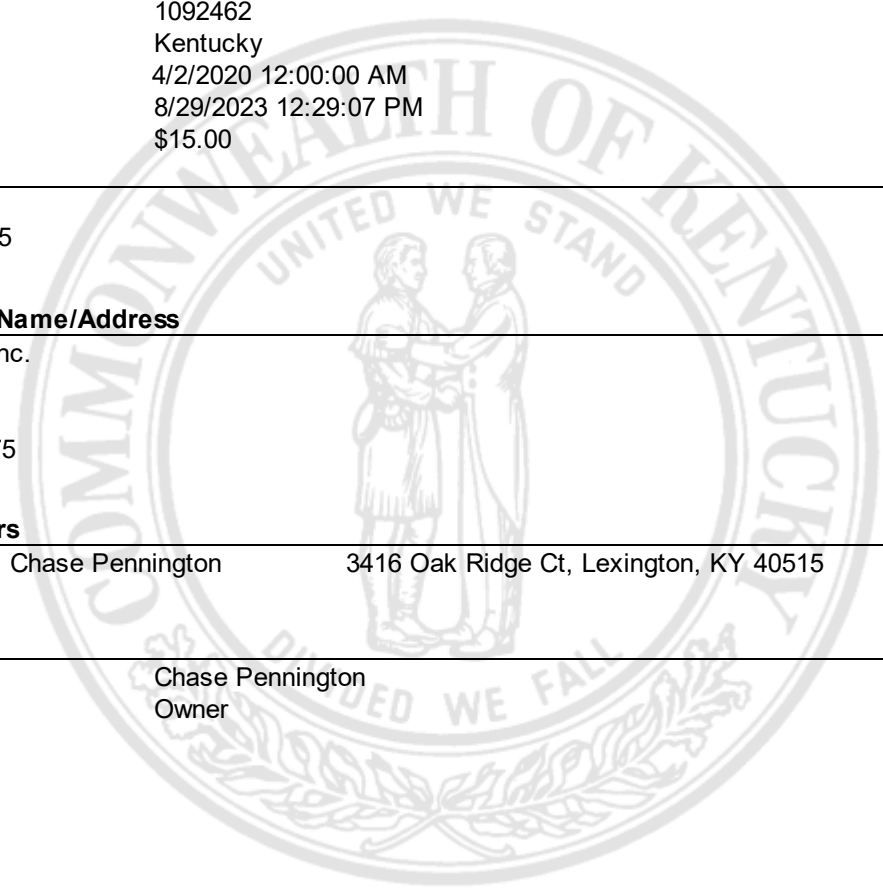 1092462
Kentucky
4/2/2020 12:00:00 AM
8/29/2023 12:29:07 PM
$15.00
5
Name/Address
nc.
75
rs
Chase Pennington 3416 Oak Ridge Ct, Lexington, KY 40515
Chase Pennington
Owner
COMMONWEALTH OF KENTUCKY
UNITED WE STAND
DIVIDED WE FALL